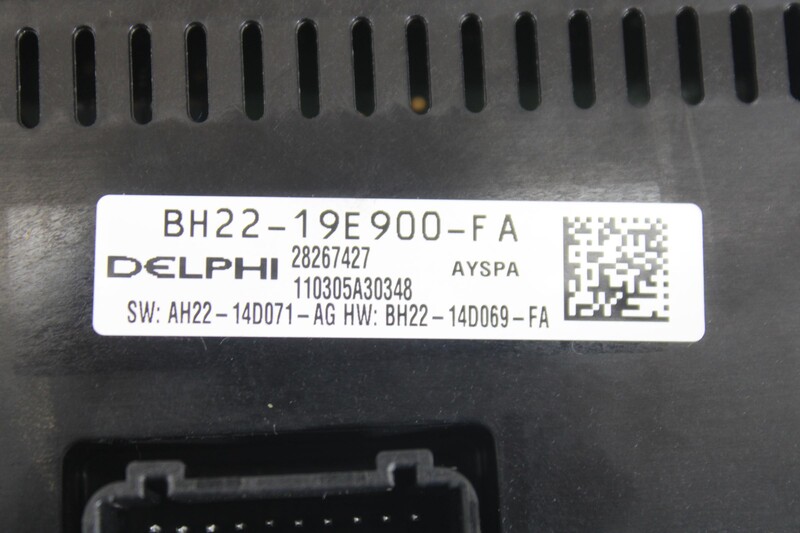 BH22-19E900-FA
DELPHI 28267427 AYSPA
110305A30348
SW: AH22-14D071-AG HW: BH22-14D069-FA